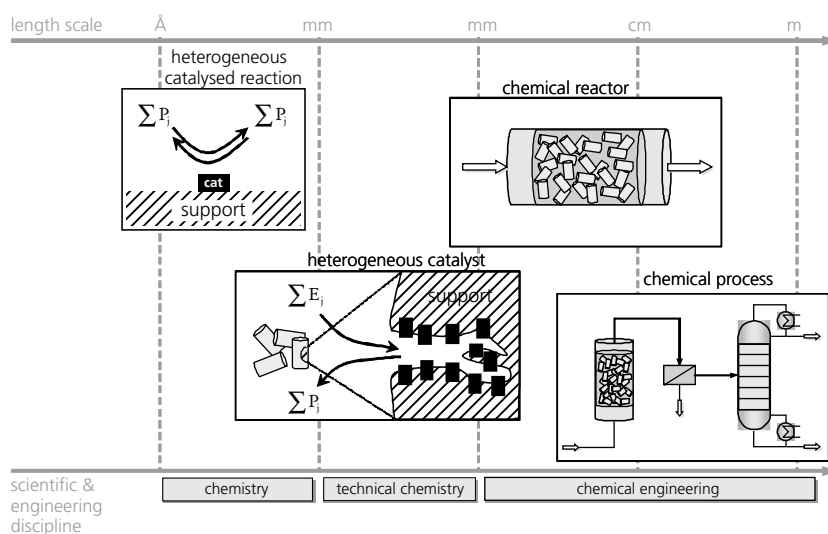 length scale
Å
mm
mm
cm
m
heterogeneous
catalysed reaction
∑ Pj
∑ Pj
cat
support
chemical reactor
heterogeneous catalyst
∑ Ej
support
∑ Pj
chemical process
scientific &
engineering
discipline
chemistry
technical chemistry
chemical engineering